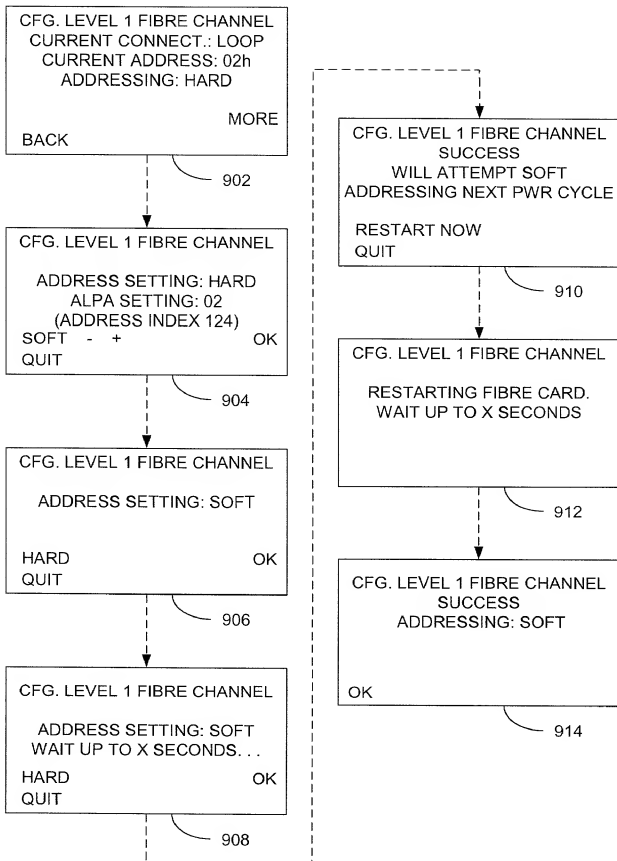 CFG. LEVEL 1 FIBRE CHANNEL
CURRENT CONNECT.: LOOP
CURRENT ADDRESS: 02h
ADDRESSING: HARD
MORE
BACK
902
CFG. LEVEL 1 FIBRE CHANNEL
ADDRESS SETTING: HARD
ALPA SETTING: 02
(ADDRESS INDEX 124)
SOFT - + OK
QUIT
904
CFG. LEVEL 1 FIBRE CHANNEL
ADDRESS SETTING: SOFT
HARD OK
QUIT
906
CFG. LEVEL 1 FIBRE CHANNEL
ADDRESS SETTING: SOFT
WAIT UP TO X SECONDS. . .
HARD OK
QUIT
908
CFG. LEVEL 1 FIBRE CHANNEL
SUCCESS
WILL ATTEMPT SOFT
ADDRESSING NEXT PWR CYCLE
RESTART NOW
QUIT
910
CFG. LEVEL 1 FIBRE CHANNEL
RESTARTING FIBRE CARD.
WAIT UP TO X SECONDS
912
CFG. LEVEL 1 FIBRE CHANNEL
SUCCESS
ADDRESSING: SOFT
OK
914